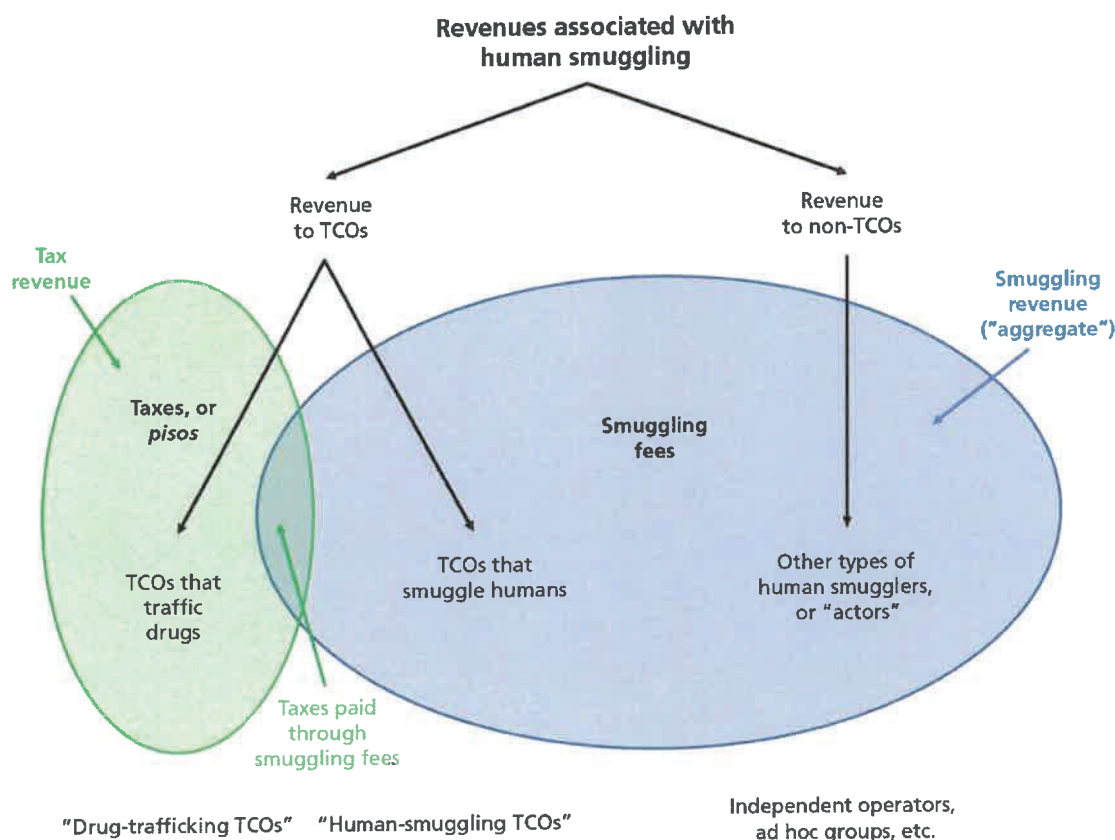 Revenues associated with
human smuggling
Revenue
to TCOs
Revenue
to non-TCOs
Tax
revenue
Smuggling
revenue
("aggregate")
Taxes, or
pisos
Smuggling
fees
TCOs that
traffic
drugs
TCOs that
smuggle humans
Other types of
human smugglers,
or "actors"
Taxes paid
through
smuggling fees
"Drug-trafficking TCOs"
"Human-smuggling TCOs"
Independent operators,
ad hoc groups, etc.